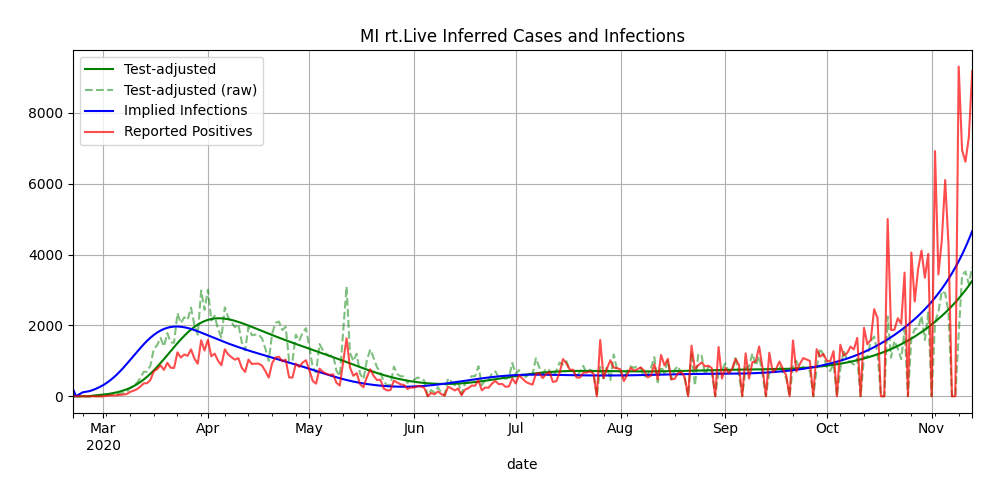 MI rt.Live Inferred Cases and Infections
Test-adjusted
Test-adjusted (raw)
Implied Infections
Reported Positives
8000
6000
4000
2000
0
Mar Apr May Jun Jul Aug Sep Oct Nov
2020
date